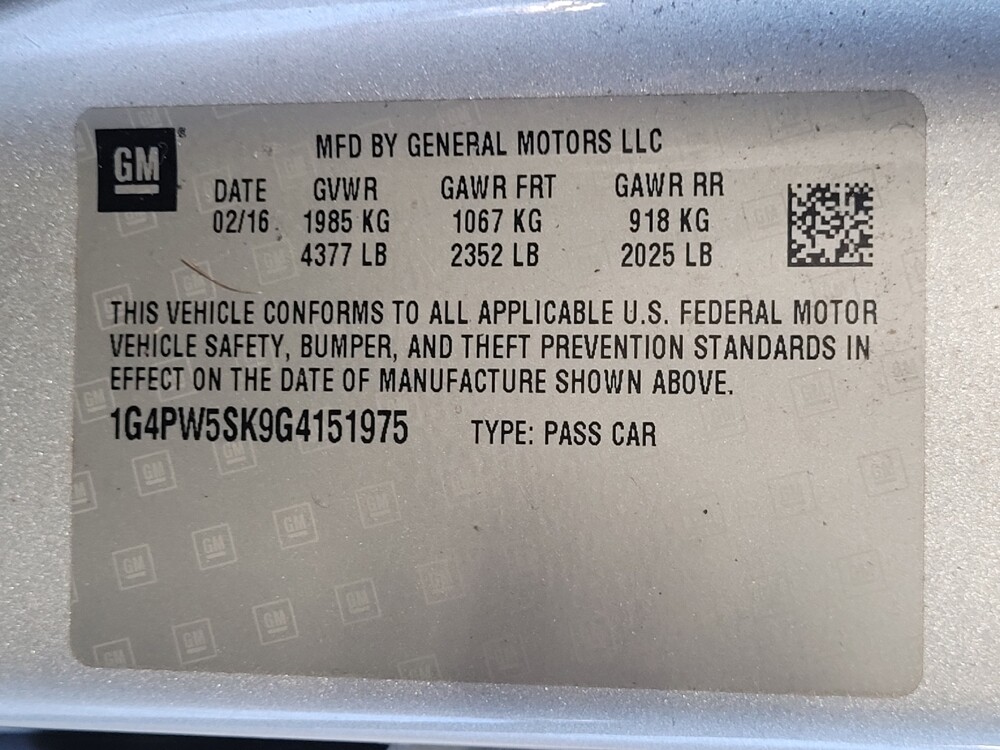 GM®
MFD BY GENERAL MOTORS LLC
DATE GVWR GAWR FRT GAWR RR
02/16 1985 KG 1067 KG 918 KG
4377 LB 2352 LB 2025 LB
THIS VEHICLE CONFORMS TO ALL APPLICABLE U.S. FEDERAL MOTOR
VEHICLE SAFETY, BUMPER, AND THEFT PREVENTION STANDARDS IN
EFFECT ON THE DATE OF MANUFACTURE SHOWN ABOVE.
1G4PW5SK9G4151975 TYPE: PASS CAR